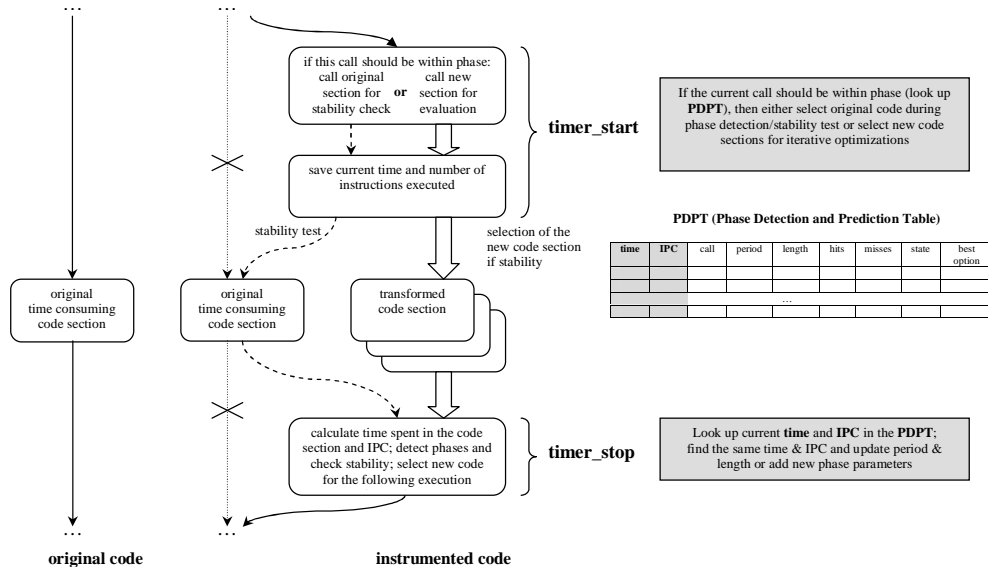 …
…
if this call should be within phase:
call original section for stability check
or
call new section for evaluation
timer_start
If the current call should be within phase (look up
PDPT), then either select original code during
phase detection/stability test or select new code
sections for iterative optimizations
save current time and number of
instructions executed
stability test
selection of the
new code section
if stability
PDPT (Phase Detection and Prediction Table)
time IPC call period length hits misses state best option
…
original
time consuming
code section
original
time consuming
code section
transformed
code section
calculate time spent in the code
section and IPC; detect phases and
check stability; select new code
for the following execution
timer_stop
Look up current time and IPC in the PDPT;
find the same time & IPC and update period &
length or add new phase parameters
…
…
original code
instrumented code